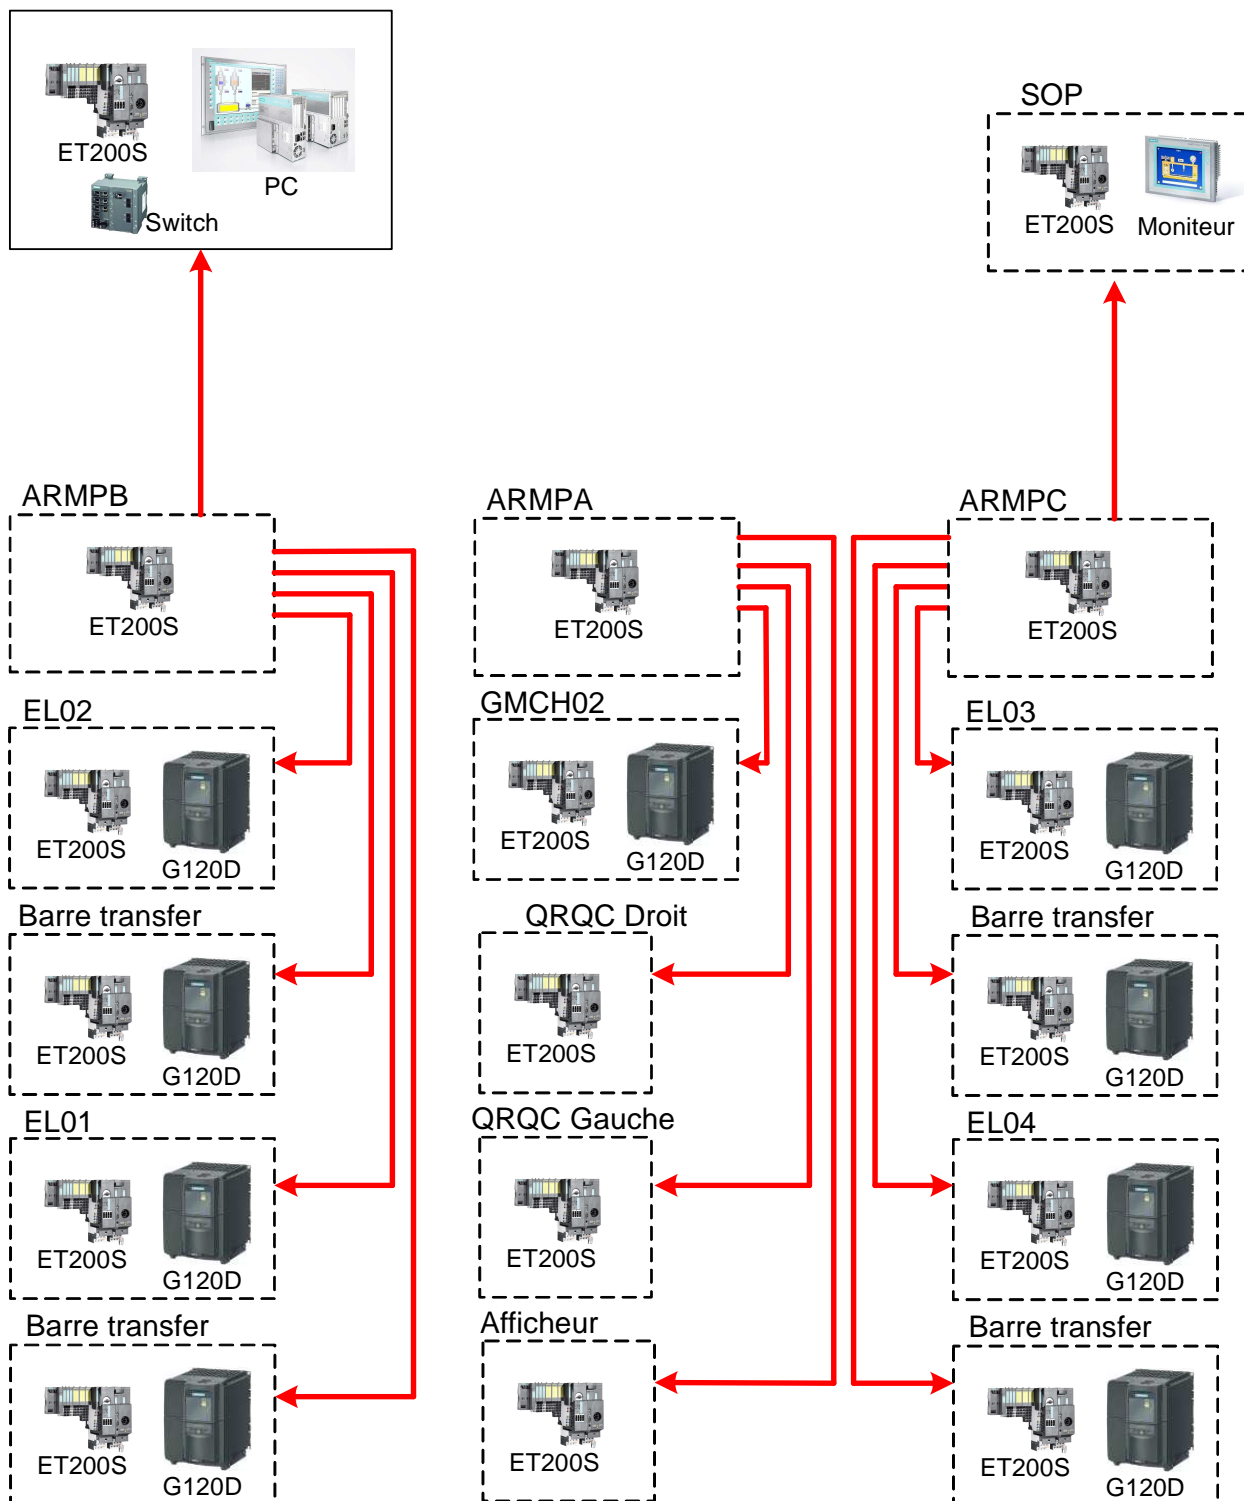 ET200S
PC
Switch
SOP
ET200S
Moniteur
ARMPB
ET200S
ARMPA
ET200S
ARMPC
ET200S
EL02
ET200S
G120D
GMCH02
ET200S
G120D
EL03
ET200S
G120D
Barre transfer
ET200S
G120D
QRQC Droit
ET200S
Barre transfer
ET200S
G120D
EL01
ET200S
G120D
QRQC Gauche
ET200S
EL04
ET200S
G120D
Barre transfer
ET200S
G120D
Afficheur
ET200S
Barre transfer
ET200S
G120D